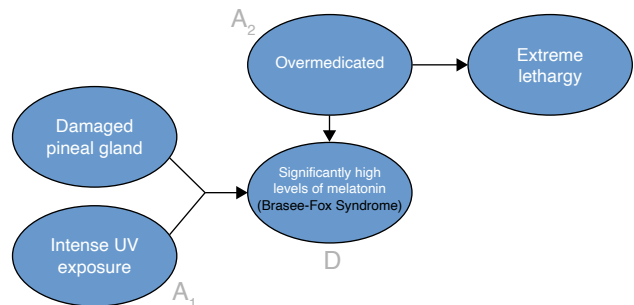 A2
Overmedicated
Extreme
lethargy
Damaged
pineal gland
Significantly high
levels of melatonin
(Brasee-Fox Syndrome)
Intense UV
exposure
D
A1